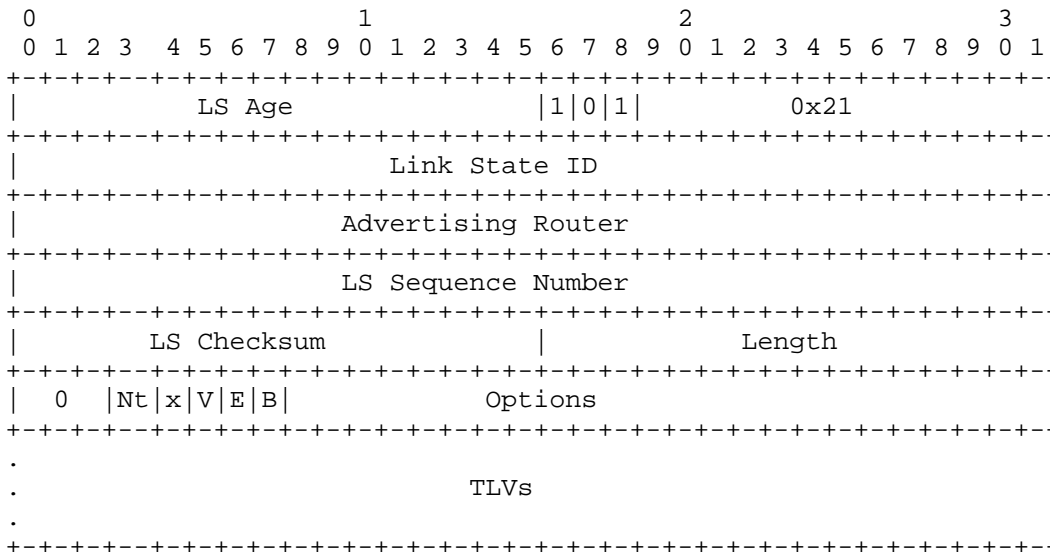 0                    1                   2                   3
 0 1 2 3  4 5 6 7 8 9 0 1 2 3 4 5 6 7 8 9 0 1 2 3 4 5 6 7 8 9 0 1
+-+-+-+--+-+-+-+-+-+-+-+-+-+-+-+-+-+-+-+-+-+-+-+-+-+-+-+-+-+-+-+--
|           LS Age               |1|0|1|         0x21
+-+-+-+--+-+-+-+-+-+-+-+-+-+-+-+-+-+-+-+-+-+-+-+-+-+-+-+-+-+-+-+--
|                       Link State ID
+-+-+-+--+-+-+-+-+-+-+-+-+-+-+-+-+-+-+-+-+-+-+-+-+-+-+-+-+-+-+-+--
|                    Advertising Router
+-+-+-+--+-+-+-+-+-+-+-+-+-+-+-+-+-+-+-+-+-+-+-+-+-+-+-+-+-+-+-+--
|                    LS Sequence Number
+-+-+-+--+-+-+-+-+-+-+-+-+-+-+-+-+-+-+-+-+-+-+-+-+-+-+-+-+-+-+-+--
|        LS Checksum             |            Length
+-+-+-+--+-+-+-+-+-+-+-+-+-+-+-+-+-+-+-+-+-+-+-+-+-+-+-+-+-+-+-+--
|  0  |Nt|x|V|E|B|            Options
+-+-+-+--+-+-+-+-+-+-+-+-+-+-+-+-+-+-+-+-+-+-+-+-+-+-+-+-+-+-+-+--
.
.                            TLVs
.
+-+-+-+--+-+-+-+-+-+-+-+-+-+-+-+-+-+-+-+-+-+-+-+-+-+-+-+-+-+-+-+--